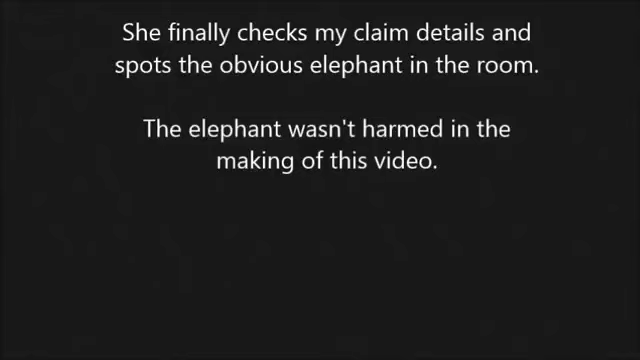 She finally checks my claim details and
spots the obvious elephant in the room.
The elephant wasn't harmed in the
making of this video.